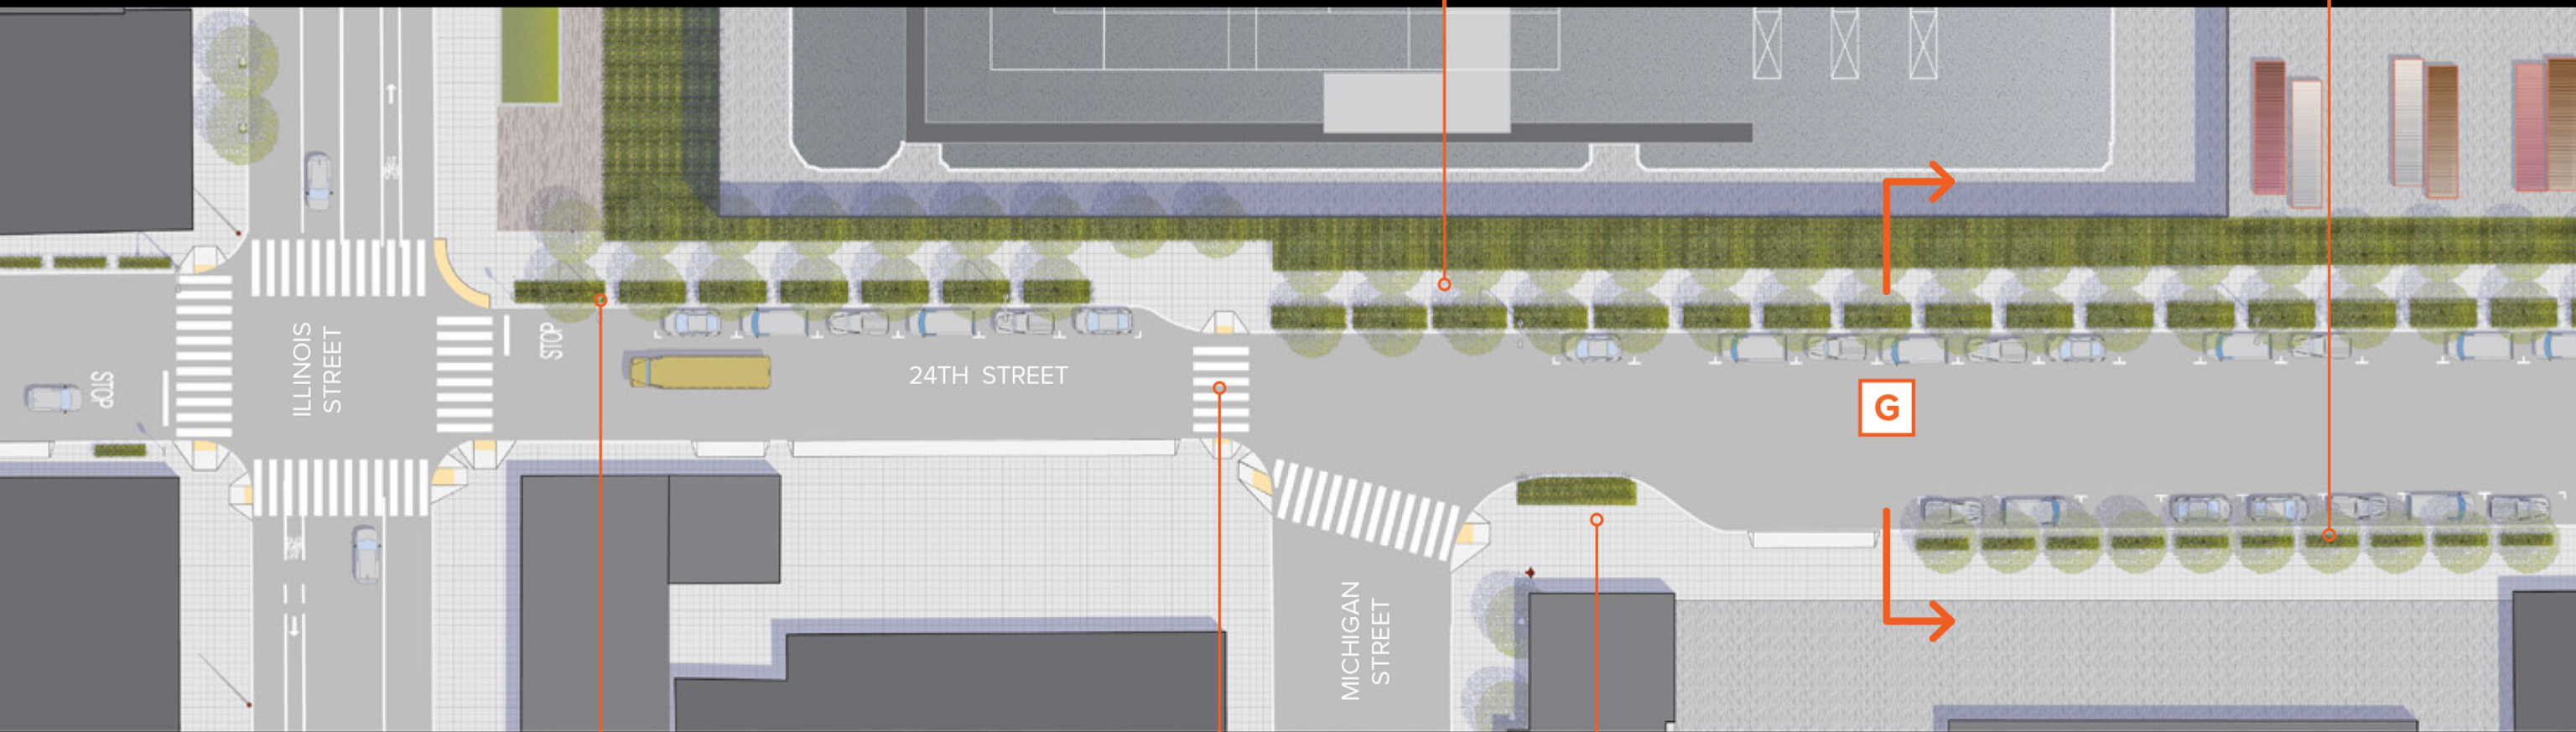 STOP
ILLINOIS
STREET
STOP
24TH STREET
MICHIGAN
STREET
G